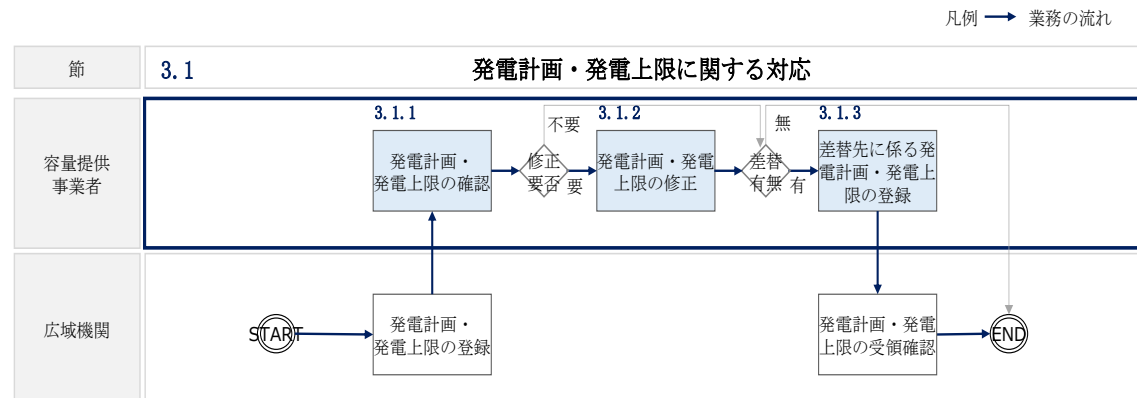 凡例 業務の流れ
節
3.1 発電計画・発電上限に関する対応
容量提供
事業者
3.1.1
発電計画・
発電上限の確認
修正
要否
不要
要
3.1.2
発電計画・発電
上限の修正
差替
有無
無
有
3.1.3
差替先に係る発
電計画・発電上
限の登録
広域機関
START
発電計画・
発電上限の登録
発電計画・発電
上限の受領確認
END